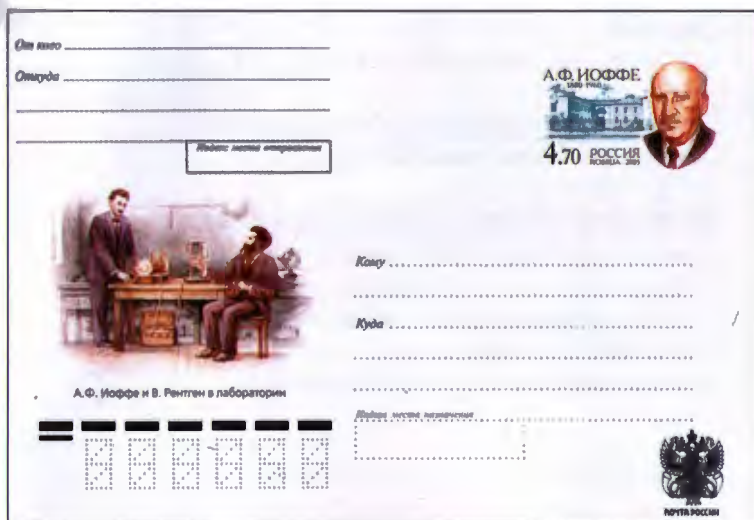 От кого
Откуда
Индекс места отправления
А.Ф. ИОФФЕ
1880-1960
4.70 РОССИЯ
ROSSIJA 2005
Кому
Куда
А.Ф. Иоффе и В. Рентген в лаборатории
Индекс места назначения
ПОЧТА РОССИИ